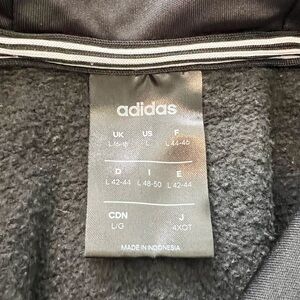 adidas
UK US F
L 16-18 L L 44-46
D I E
L 42-44 L 48-50 L 42-44
CDN J
L/G 4XOT
MADE IN INDONESIA